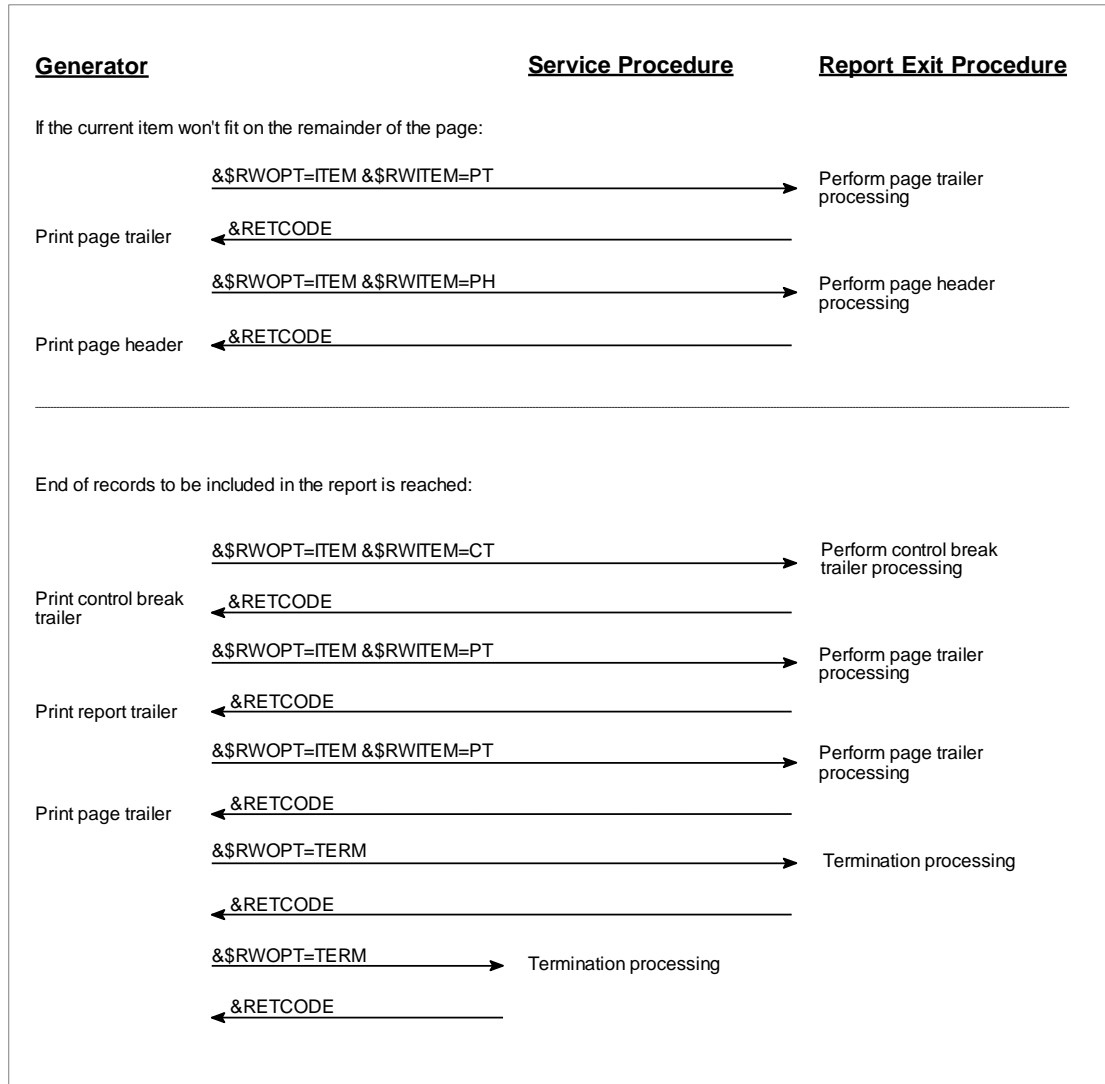 Generator Service Procedure Report Exit Procedure
If the current item won't fit on the remainder of the page:
&$RWOPT=ITEM &$RWITEM=PT
Perform page trailer
processing
Print page trailer
&RETCODE
&$RWOPT=ITEM &$RWITEM=PH
Perform page header
processing
Print page header
&RETCODE
End of records to be included in the report is reached:
&$RWOPT=ITEM &$RWITEM=CT
Perform control break
trailer processing
Print control break
trailer
&RETCODE
&$RWOPT=ITEM &$RWITEM=PT
Perform page trailer
processing
Print report trailer
&RETCODE
&$RWOPT=ITEM &$RWITEM=PT
Perform page trailer
processing
Print page trailer
&RETCODE
&$RWOPT=TERM
Termination processing
&RETCODE
&$RWOPT=TERM
Termination processing
&RETCODE